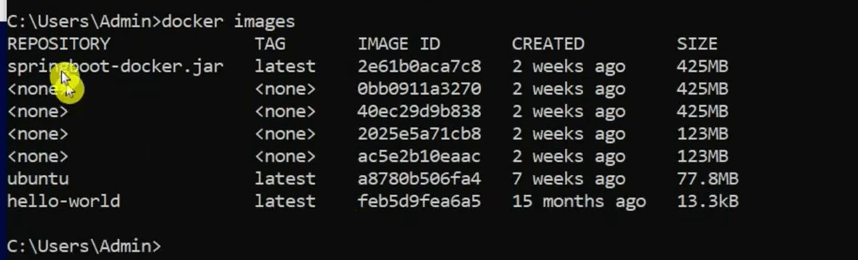 C:\Users\Admin>docker images
REPOSITORY TAG IMAGE ID CREATED SIZE
springboot-docker.jar latest 2e61b0aca7c8 2 weeks ago 425MB
<none> <none> 0bb0911a3270 2 weeks ago 425MB
<none> <none> 40ec29d9b838 2 weeks ago 425MB
<none> <none> 2025e5a71cb8 2 weeks ago 123MB
<none> <none> ac5e2b10eaac 2 weeks ago 123MB
ubuntu latest a8780b506fa4 7 weeks ago 77.8MB
hello-world latest feb5d9fea6a5 15 months ago 13.3kB
C:\Users\Admin>